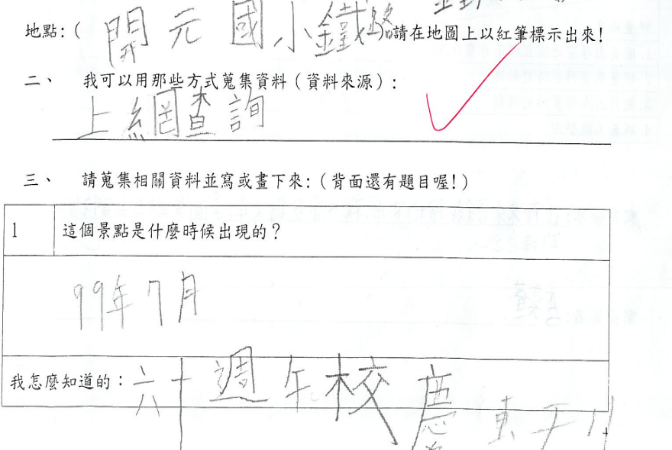 地點:(開元國小鐵路)請在地圖上以紅筆標示出來!
二、 我可以用那些方式蒐集資料(資料來源):
上網查詢
三、 請蒐集相關資料並寫或畫下來:(背面還有題目喔!)
1 這個景點是什麼時候出現的?
99年7月
我怎麼知道的:六十週年校慶